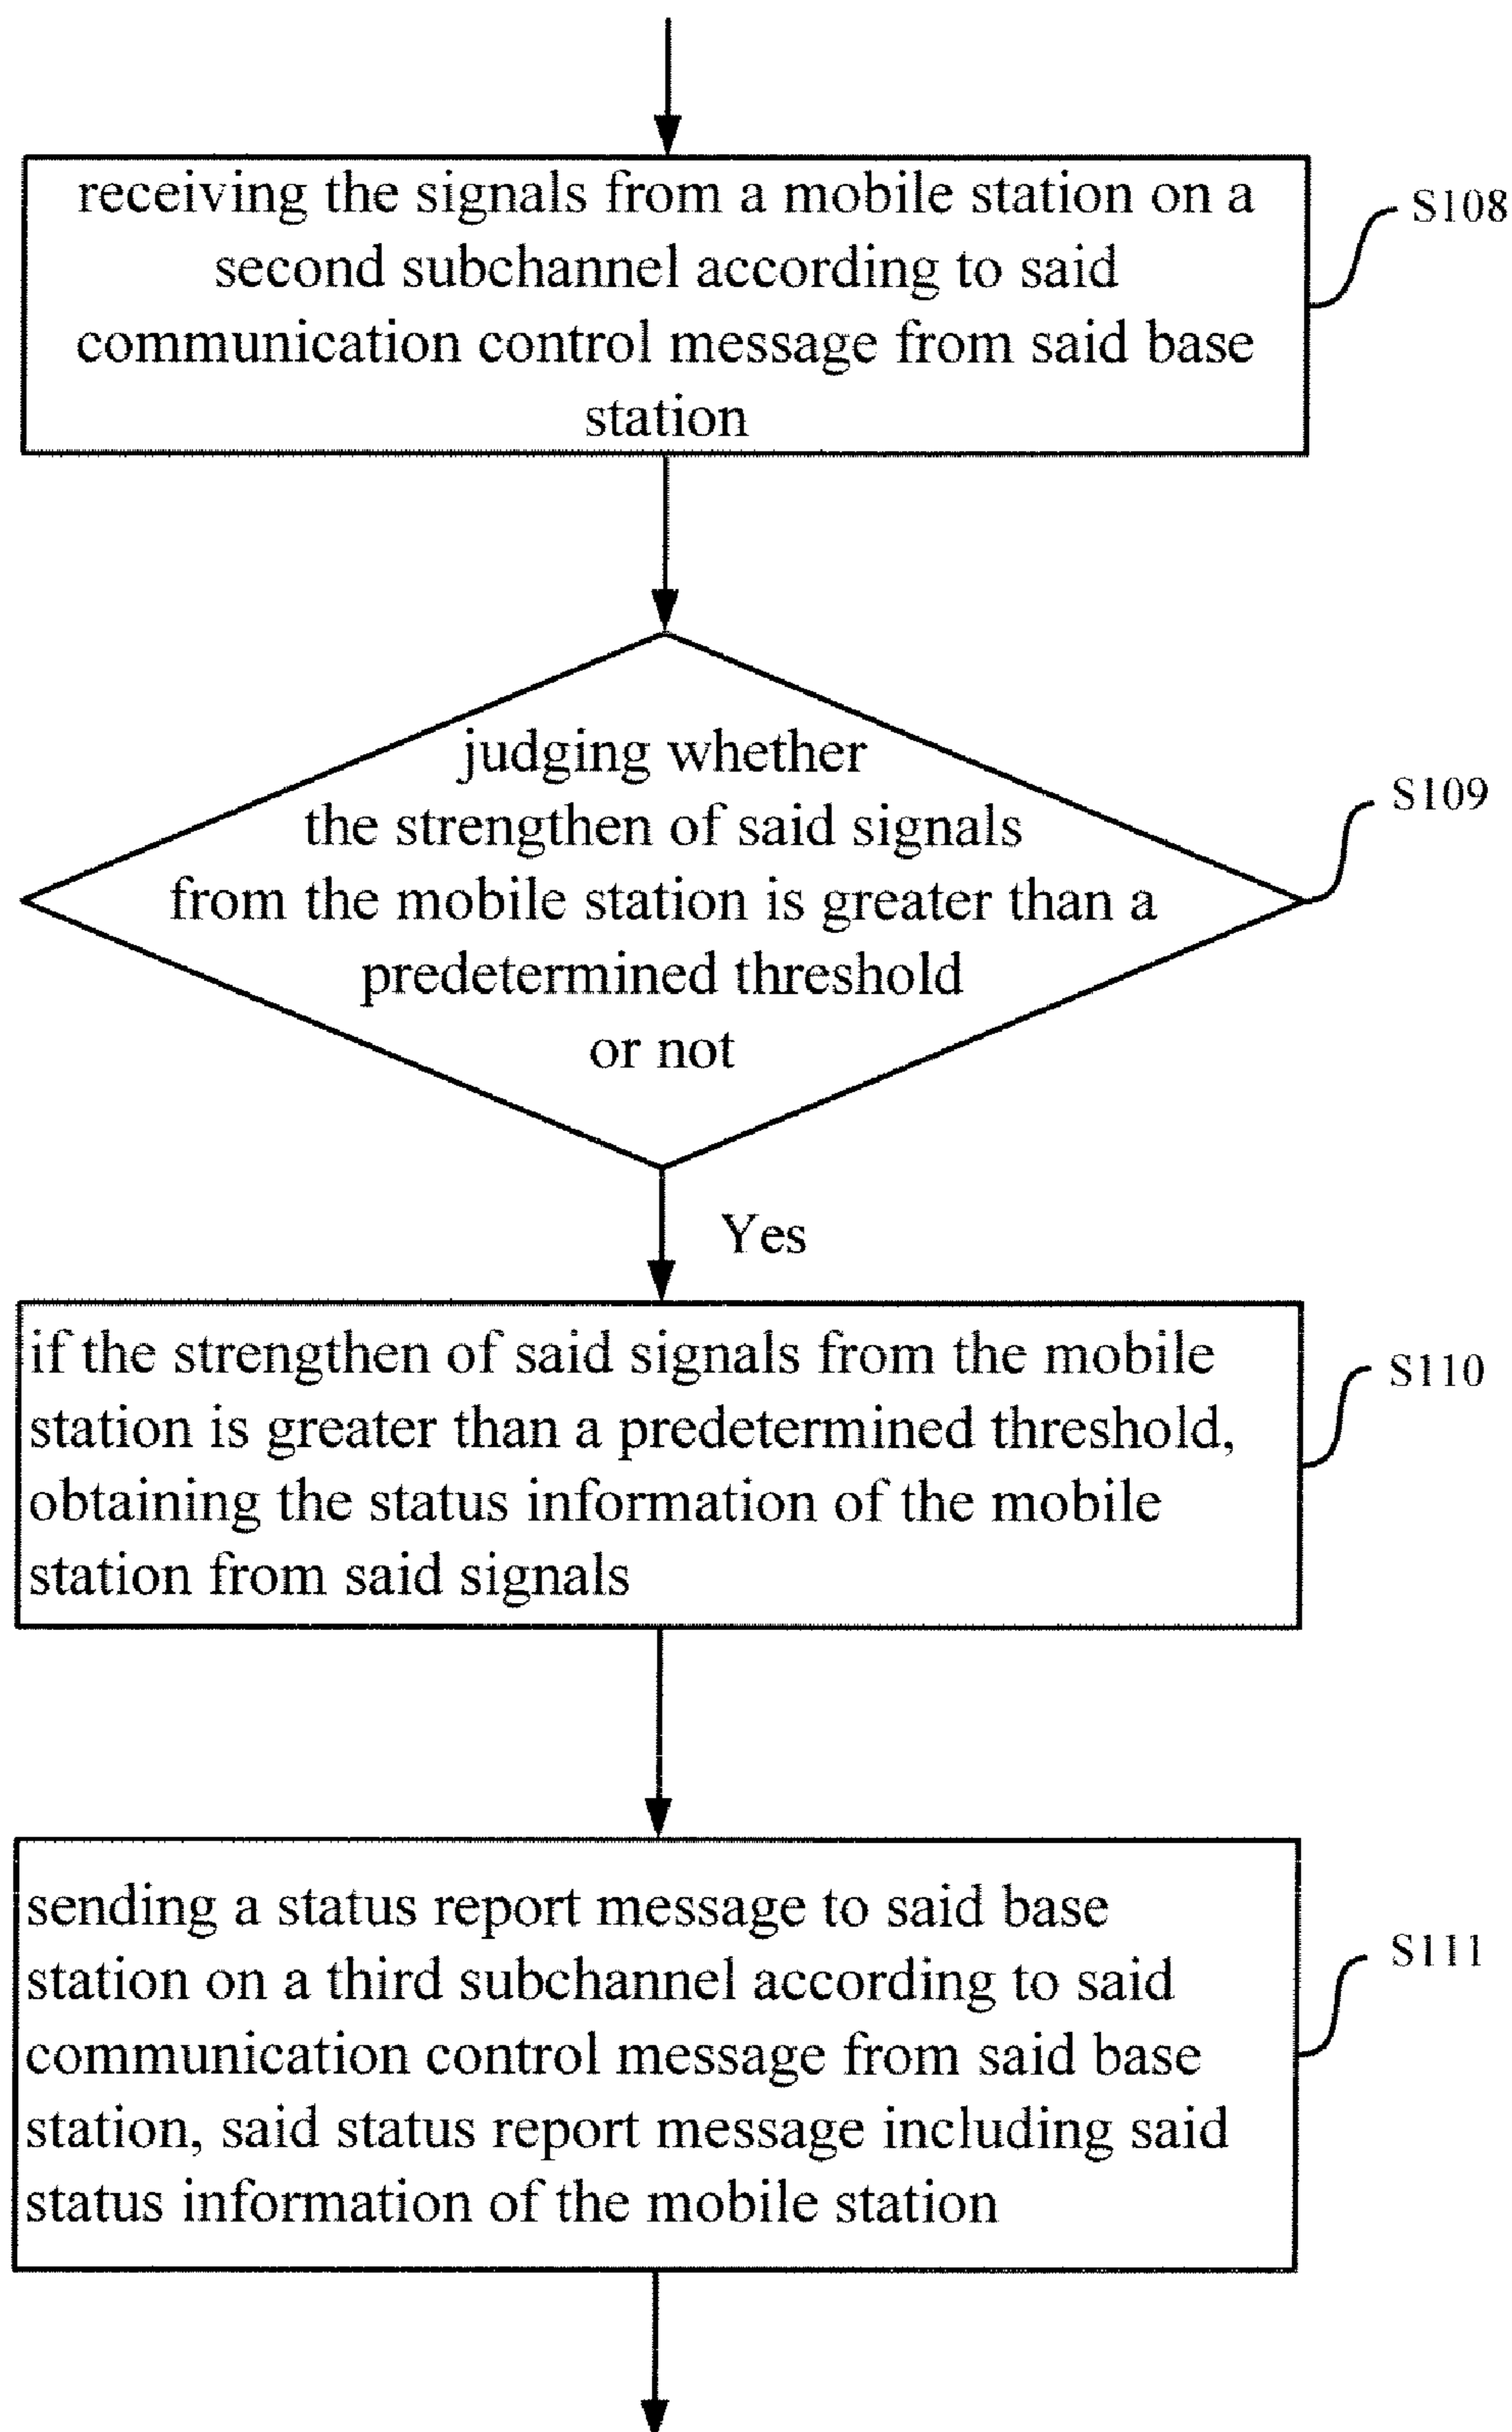 receiving the signals from a mobile station on a
second subchannel according to said
communication control message from said base
station
S108
judging whether
the strengthen of said signals
from the mobile station is greater than a
predetermined threshold
or not
S109
Yes
if the strengthen of said signals from the mobile
station is greater than a predetermined threshold,
obtaining the status information of the mobile
station from said signals
S110
sending a status report message to said base
station on a third subchannel according to said
communication control message from said base
station, said status report message including said
status information of the mobile station
S111